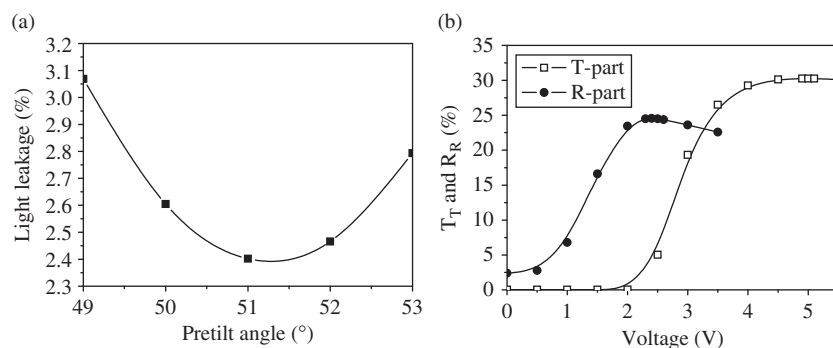 (a)
3.2
3.1
3.0
2.9
2.8
2.7
2.6
2.5
2.4
2.3
Light leakage (%)
49 50 51 52 53
Pretilt angle (°)
(b)
35
30
25
20
15
10
5
0
T_T and R_R (%)
T-part
R-part
0 1 2 3 4 5
Voltage (V)